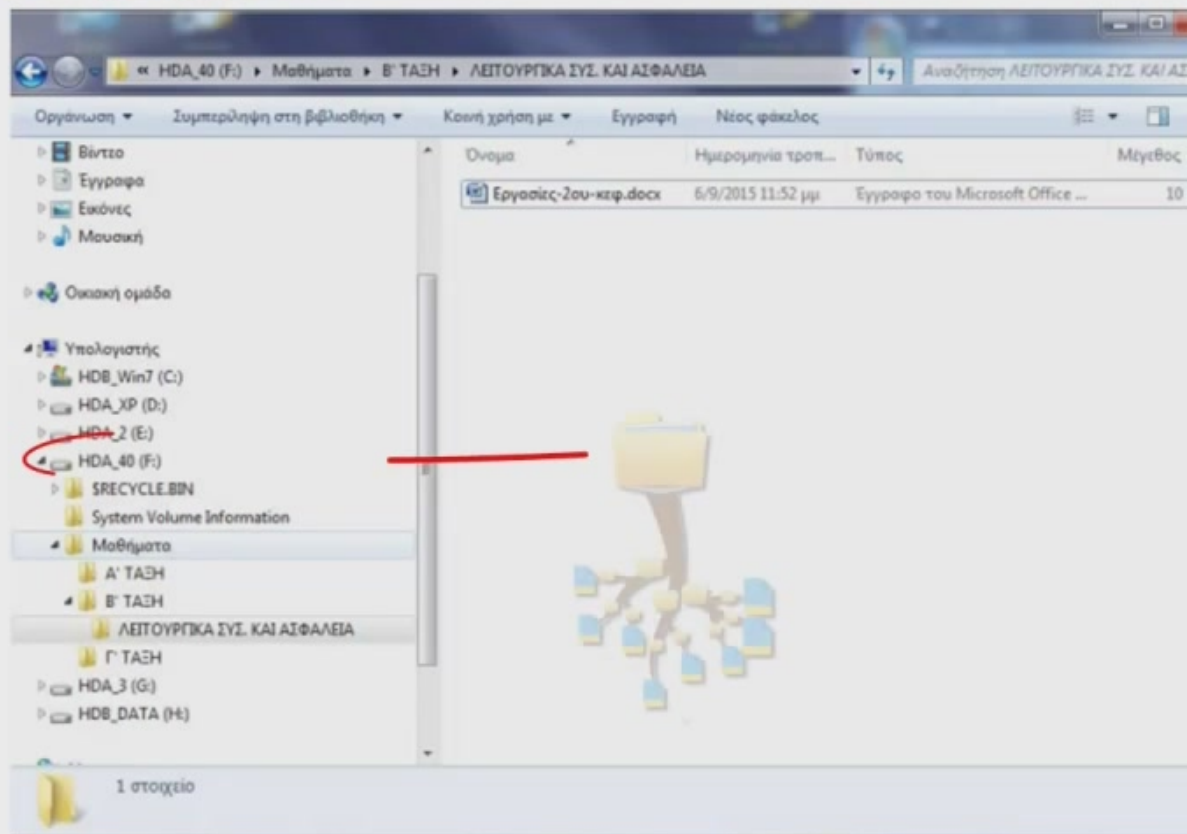 « HDA_40 (F:) ▸ Μαθήματα ▸ Β' ΤΑΞΗ ▸ ΛΕΙΤΟΥΡΓΙΚΑ ΣΥΣ. ΚΑΙ ΑΣΦΑΛΕΙΑ
Αναζήτηση ΛΕΙΤΟΥΡΓΙΚΑ ΣΥΣ. ΚΑΙ ΑΣ
Οργάνωση Συμπερίληψη στη βιβλιοθήκη Κοινή χρήση με Εγγραφή Νέος φάκελος
Όνομα Ημερομηνία τροπ... Τύπος Μέγεθος
Εργασίες-2ου-κεφ.docx 6/9/2015 11:52 μμ Έγγραφο του Microsoft Office ... 10
Βίντεο
Έγγραφα
Εικόνες
Μουσική
Οικιακή ομάδα
Υπολογιστής
HDB_Win7 (C:)
HDA_XP (D:)
HDA_2 (E:)
HDA_40 (F:)
$RECYCLE.BIN
System Volume Information
Μαθήματα
Α' ΤΑΞΗ
Β' ΤΑΞΗ
ΛΕΙΤΟΥΡΓΙΚΑ ΣΥΣ. ΚΑΙ ΑΣΦΑΛΕΙΑ
Γ' ΤΑΞΗ
HDA_3 (G:)
HDB_DATA (H:)
1 στοιχείο